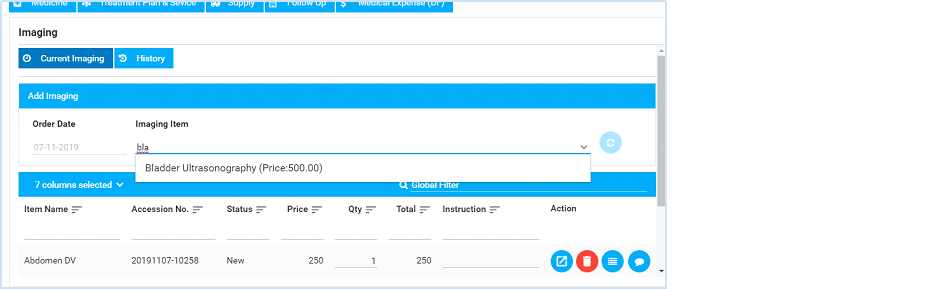 Medicine Treatment Plan & Sevice Supply Follow Up $ Medical Expense (OP)
Imaging
Current Imaging History
Add Imaging
Order Date Imaging Item
07-11-2019 bla
Bladder Ultrasonography (Price:500.00)
7 columns selected Global Filter
Item Name Accession No. Status Price Qty Total Instruction Action
Abdomen DV 20191107-10258 New 250 1 250